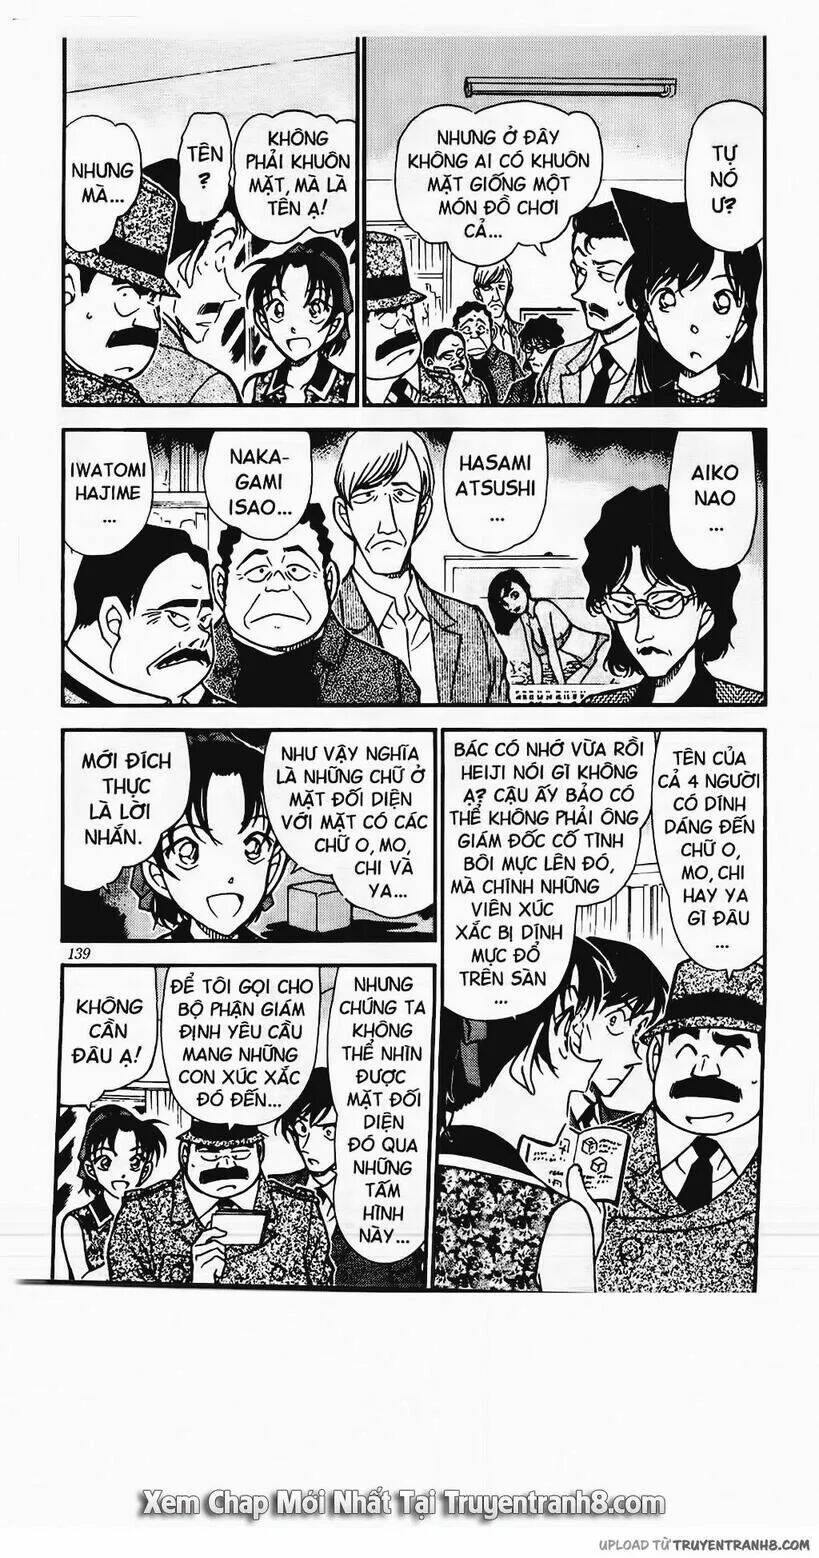 KHÔNG
PHẢI KHUÔN
MẶT, MÀ LÀ
TÊN Ạ!
TÊN
?
NHƯNG
MÀ...
TỰ
NÓ
Ư?
NHƯNG Ở ĐÂY
KHÔNG AI CÓ KHUÔN
MẶT GIỐNG MỘT
MÓN ĐỒ CHƠI
CẢ...
IWATOMI
HAJIME
...
NAKA-
GAMI
ISAO...
HASAMI
ATSUSHI
...
AIKO
NAO
...
TÊN CỦA
CẢ 4 NGƯỜI
CÓ DÍNH
DÁNG ĐẾN
CHỮ O,
MO, CHI
HAY YA
GÌ ĐÂU
...
BÁC CÓ NHỚ VỪA RỒI
HEIJI NÓI GÌ KHÔNG
Ạ? CẬU ẤY BẢO CÓ
THỂ KHÔNG PHẢI ÔNG
GIÁM ĐỐC CỐ TÌNH
BÔI MỰC LÊN ĐÓ,
MÀ CHÍNH NHỮNG
VIÊN XÚC
XẮC BỊ DÍNH
MỰC ĐỔ
TRÊN SÀN
...
NHƯ VẬY NGHĨA
LÀ NHỮNG CHỮ Ở
MẶT ĐỐI DIỆN
VỚI MẶT CÓ CÁC
CHỮ O, MO,
CHI VÀ
YA...
MỚI ĐÍCH
THỰC
LÀ LỜI
NHẮN.
139
NHƯNG
CHÚNG TA
KHÔNG
THỂ NHÌN
ĐƯỢC
MẶT ĐỐI
DIỆN
ĐÓ QUA
NHỮNG
TẤM
HÌNH
NÀY...
ĐỂ TÔI GỌI CHO
BỘ PHẬN GIÁM
ĐỊNH YÊU CẦU
MANG NHỮNG
CON XÚC XẮC
ĐÓ ĐẾN...
KHÔNG
CẦN
ĐÂU Ạ!
Xem Chap Mới Nhất Tại Truyentranh8.com
UPLOAD TỪ TRUYENTRANH8.COM